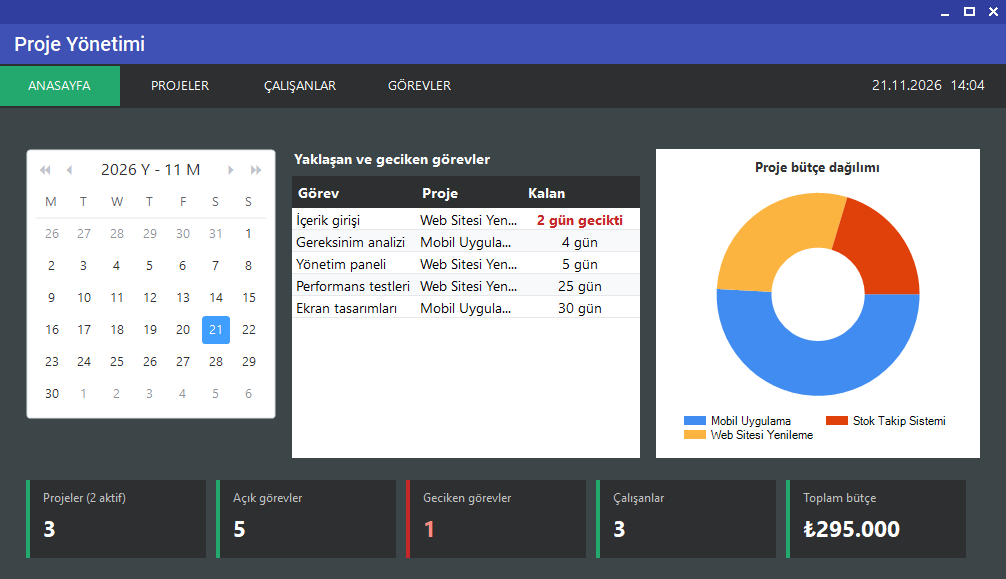 Proje Yönetimi
ANASAYFA PROJELER ÇALIŞANLAR GÖREVLER 21.11.2026 14:04
2026 Y - 11 M
M T W T F S S
26 27 28 29 30 31 1
2 3 4 5 6 7 8
9 10 11 12 13 14 15
16 17 18 19 20 21 22
23 24 25 26 27 28 29
30 1 2 3 4 5 6
Yaklaşan ve geciken görevler
Görev Proje Kalan
İçerik girişi Web Sitesi Yen... 2 gün gecikti
Gereksinim analizi Mobil Uygula... 4 gün
Yönetim paneli Web Sitesi Yen... 5 gün
Performans testleri Web Sitesi Yen... 25 gün
Ekran tasarımları Mobil Uygula... 30 gün
Proje bütçe dağılımı
Mobil Uygulama Stok Takip Sistemi
Web Sitesi Yenileme
Projeler (2 aktif)
3
Açık görevler
5
Geciken görevler
1
Çalışanlar
3
Toplam bütçe
₺295.000